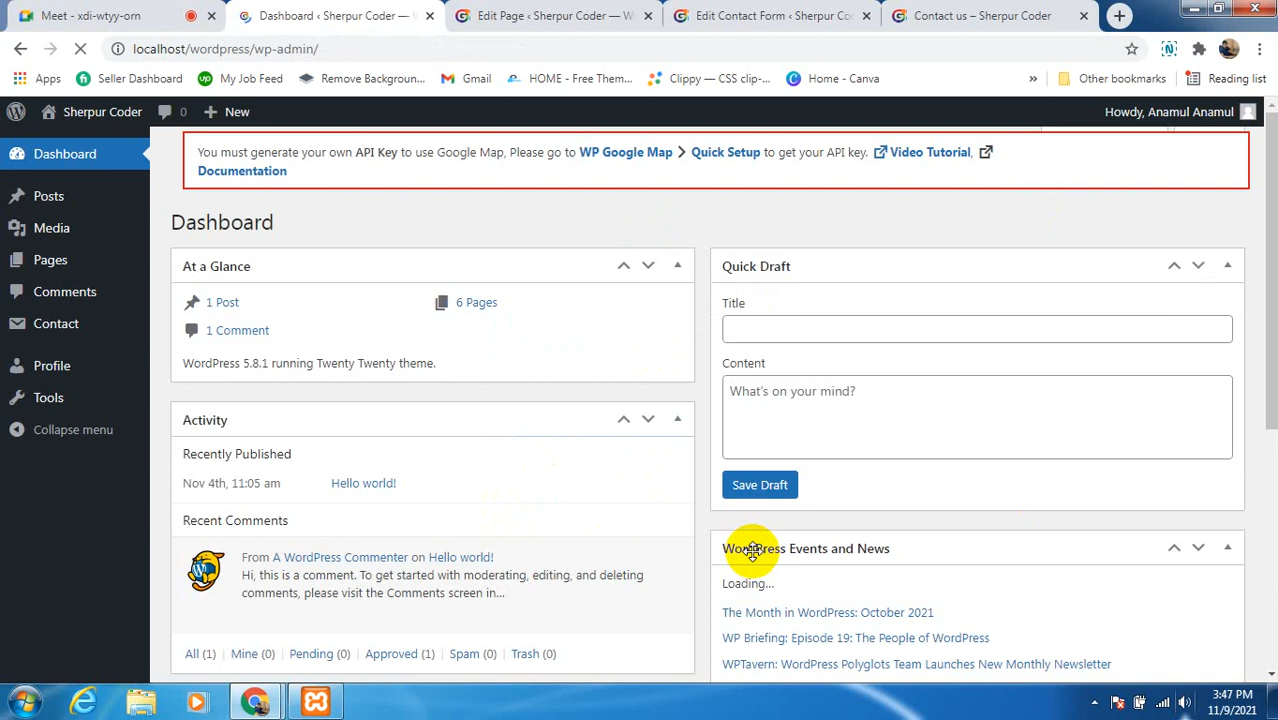 Meet - xdi-wtyy-orn
Dashboard ‹ Sherpur Coder — W
Edit Page ‹ Sherpur Coder — W
Edit Contact Form ‹ Sherpur Co
Contact us – Sherpur Coder
localhost/wordpress/wp-admin/
Apps
Seller Dashboard
My Job Feed
Remove Backgroun...
Gmail
HOME - Free Them...
Clippy — CSS clip-...
Home - Canva
»
Other bookmarks
Reading list
Sherpur Coder
0
New
Howdy, Anamul Anamul
Dashboard
Posts
Media
Pages
Comments
Contact
Profile
Tools
Collapse menu
You must generate your own API Key to use Google Map, Please go to WP Google Map Quick Setup to get your API key. Video Tutorial,
Documentation
Dashboard
At a Glance
1 Post
6 Pages
1 Comment
WordPress 5.8.1 running Twenty Twenty theme.
Activity
Recently Published
Nov 4th, 11:05 am
Hello world!
Recent Comments
From A WordPress Commenter on Hello world!
Hi, this is a comment. To get started with moderating, editing, and deleting
comments, please visit the Comments screen in...
All (1)
Mine (0)
Pending (0)
Approved (1)
Spam (0)
Trash (0)
Quick Draft
Title
Content
What's on your mind?
Save Draft
WordPress Events and News
Loading...
The Month in WordPress: October 2021
WP Briefing: Episode 19: The People of WordPress
WPTavern: WordPress Polyglots Team Launches New Monthly Newsletter
3:47 PM
11/9/2021